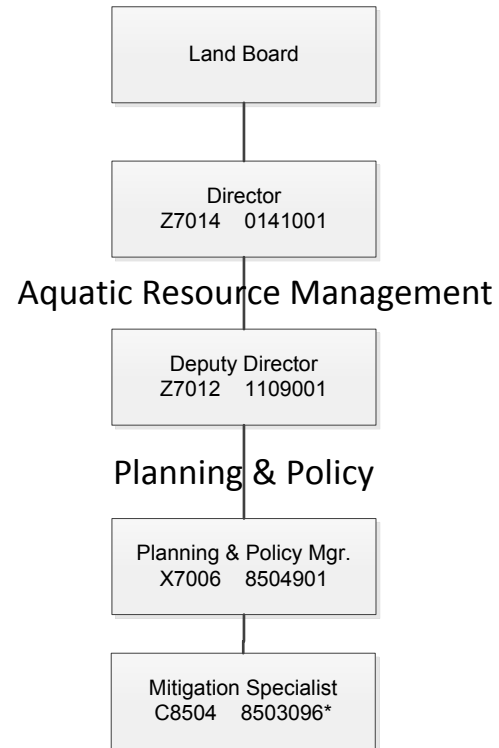 Land Board
Director
Z7014 0141001
Aquatic Resource Management
Deputy Director
Z7012 1109001
Planning & Policy
Planning & Policy Mgr.
X7006 8504901
Mitigation Specialist
C8504 8503096*